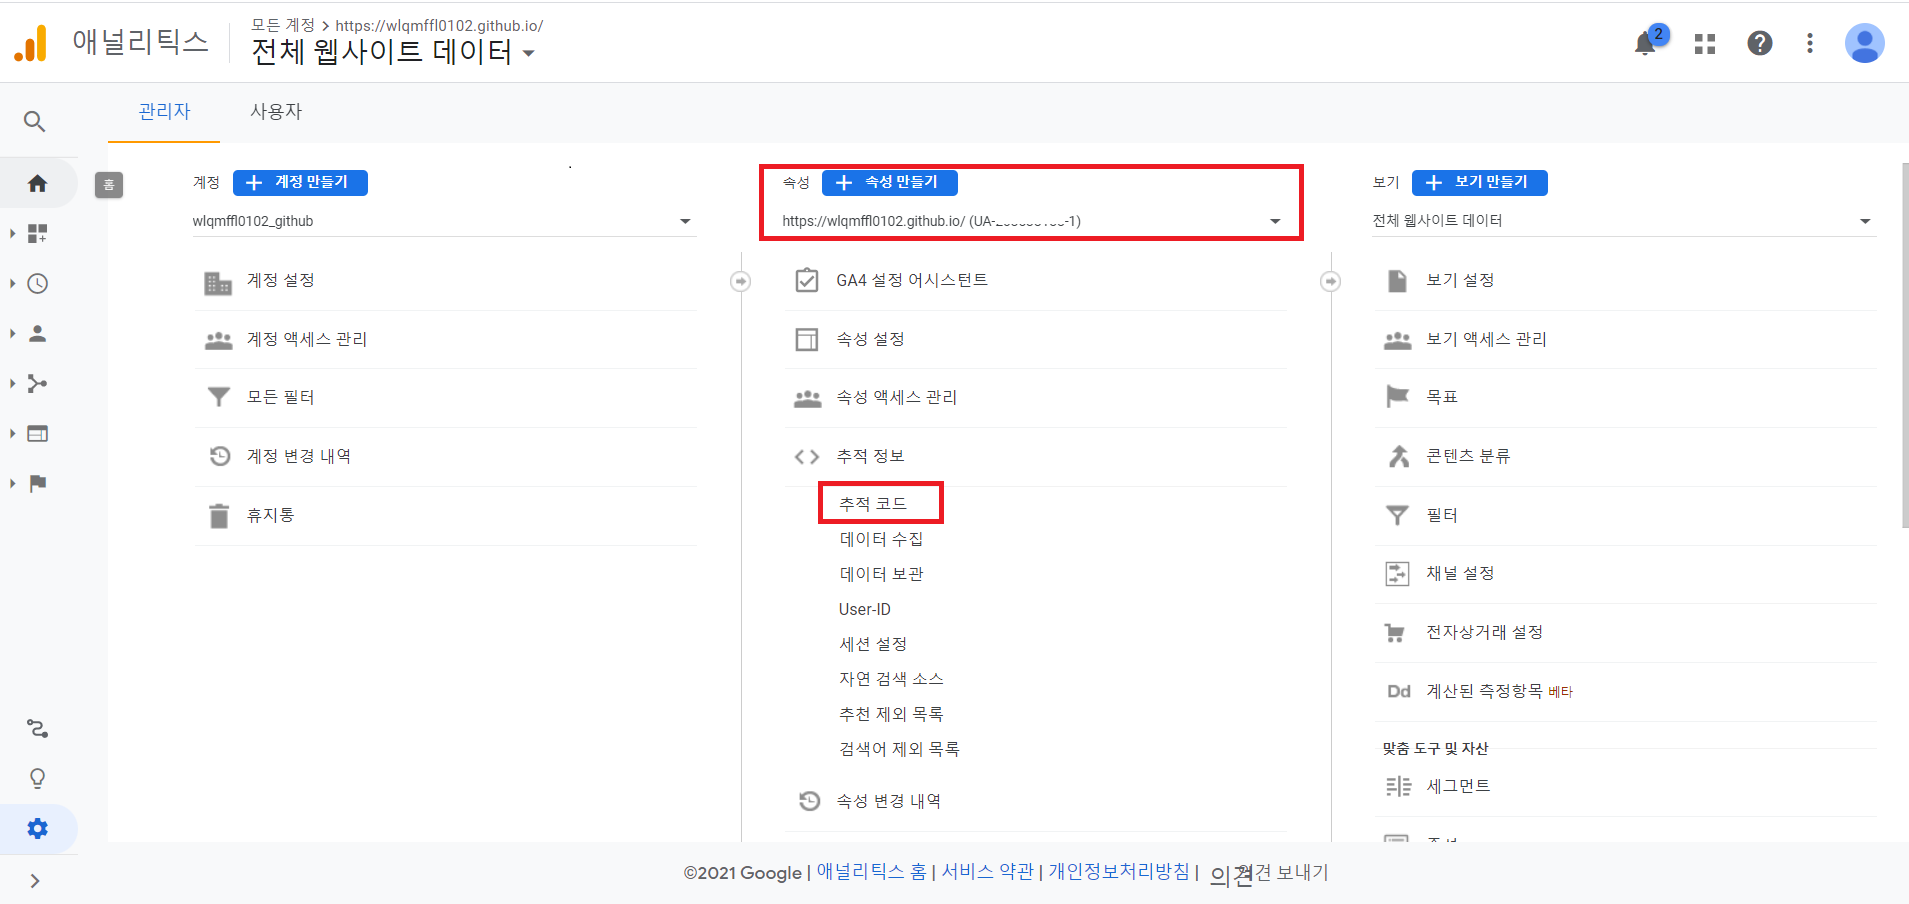 애널리틱스
모든 계정 > https://wlqmffl0102.github.io/
전체 웹사이트 데이터
2
관리자
사용자
홈
계정
계정 만들기
wlqmffl0102_github
계정 설정
계정 액세스 관리
모든 필터
계정 변경 내역
휴지통
속성
속성 만들기
https://wlqmffl0102.github.io/ (UA- -1)
GA4 설정 어시스턴트
속성 설정
속성 액세스 관리
추적 정보
추적 코드
데이터 수집
데이터 보관
User-ID
세션 설정
자연 검색 소스
추천 제외 목록
검색어 제외 목록
속성 변경 내역
보기
보기 만들기
전체 웹사이트 데이터
보기 설정
보기 액세스 관리
목표
콘텐츠 분류
필터
채널 설정
전자상거래 설정
Dd 계산된 측정항목 베타
맞춤 도구 및 자산
세그먼트
©2021 Google | 애널리틱스 홈 | 서비스 약관 | 개인정보처리방침 | 의견 보내기